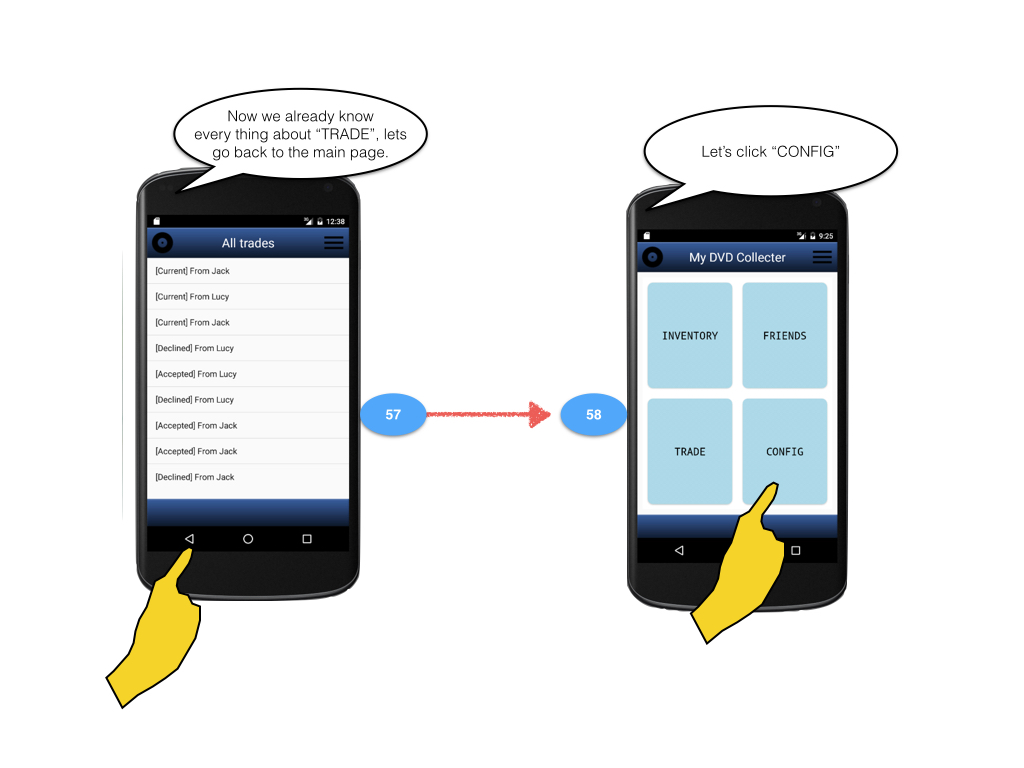 Now we already know
every thing about “TRADE”, lets
go back to the main page.
12:38
All trades
[Current] From Jack
[Current] From Lucy
[Current] From Jack
[Declined] From Lucy
[Accepted] From Lucy
[Declined] From Lucy
[Accepted] From Jack
[Accepted] From Jack
[Declined] From Jack
57
58
Let’s click “CONFIG”
9:25
My DVD Collecter
INVENTORY FRIENDS
TRADE CONFIG